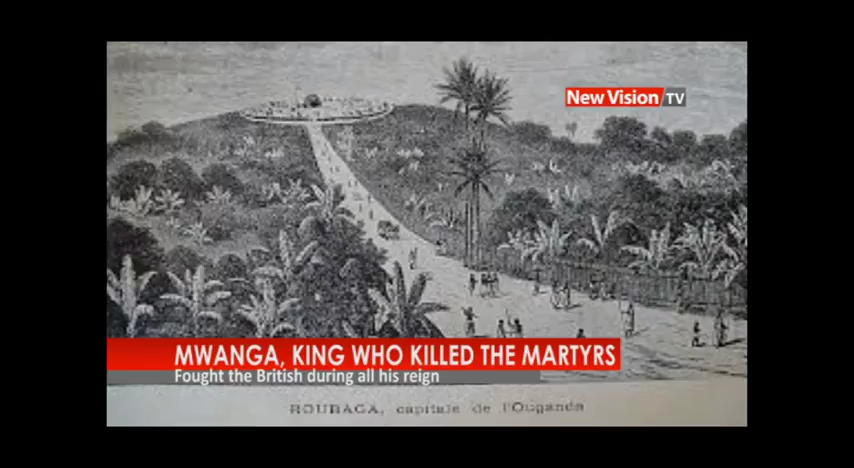 New Vision TV
MWANGA, KING WHO KILLED THE MARTYRS
Fought the British during all his reign
ROUBAGA, capitale de l'Ouganda